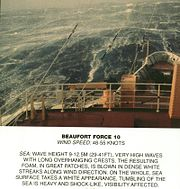 BEAUFORT FORCE 10
WIND SPEED: 48-55 KNOTS
SEA: WAVE HEIGHT 9-12.5M (29-41FT), VERY HIGH WAVES
WITH LONG OVERHANGING CRESTS. THE RESULTING
FOAM, IN GREAT PATCHES, IS BLOWN IN DENSE WHITE
STREAKS ALONG WIND DIRECTION. ON THE WHOLE, SEA
SURFACE TAKES A WHITE APPEARANCE. TUMBLING OF THE
SEA IS HEAVY AND SHOCK-LIKE. VISIBILITY AFFECTED.